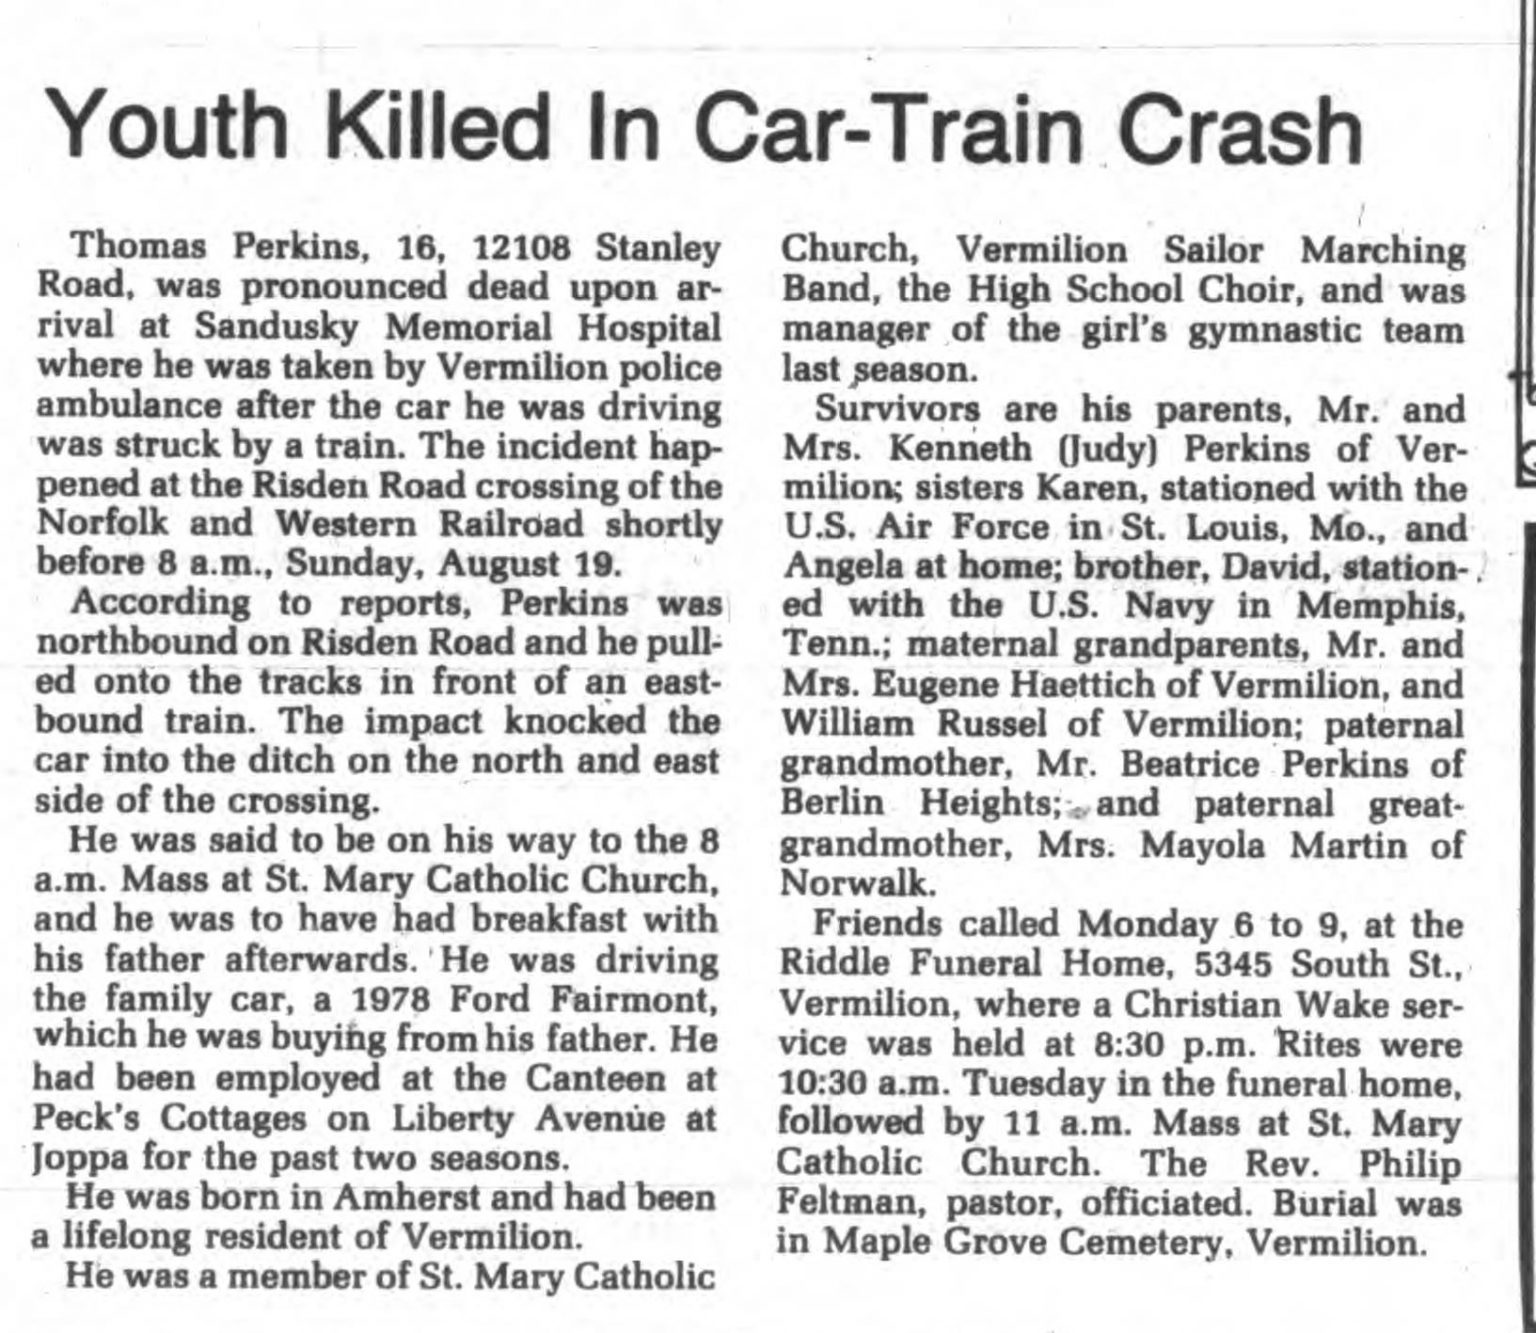 Youth Killed In Car-Train Crash
Thomas Perkins, 16, 12108 Stanley
Road, was pronounced dead upon ar-
rival at Sandusky Memorial Hospital
where he was taken by Vermilion police
ambulance after the car he was driving
was struck by a train. The incident hap-
pened at the Risden Road crossing of the
Norfolk and Western Railroad shortly
before 8 a.m., Sunday, August 19.
According to reports, Perkins was
northbound on Risden Road and he pull-
ed onto the tracks in front of an east-
bound train. The impact knocked the
car into the ditch on the north and east
side of the crossing.
He was said to be on his way to the 8
a.m. Mass at St. Mary Catholic Church,
and he was to have had breakfast with
his father afterwards. He was driving
the family car, a 1978 Ford Fairmont,
which he was buying from his father. He
had been employed at the Canteen at
Peck's Cottages on Liberty Avenue at
Joppa for the past two seasons.
He was born in Amherst and had been
a lifelong resident of Vermilion.
He was a member of St. Mary Catholic
Church, Vermilion Sailor Marching
Band, the High School Choir, and was
manager of the girl's gymnastic team
last season.
Survivors are his parents, Mr. and
Mrs. Kenneth (Judy) Perkins of Ver-
milion; sisters Karen, stationed with the
U.S. Air Force in St. Louis, Mo., and
Angela at home; brother, David, station-
ed with the U.S. Navy in Memphis,
Tenn.; maternal grandparents, Mr. and
Mrs. Eugene Haettich of Vermilion, and
William Russel of Vermilion; paternal
grandmother, Mr. Beatrice Perkins of
Berlin Heights; and paternal great-
grandmother, Mrs. Mayola Martin of
Norwalk.
Friends called Monday 6 to 9, at the
Riddle Funeral Home, 5345 South St.,
Vermilion, where a Christian Wake ser-
vice was held at 8:30 p.m. Rites were
10:30 a.m. Tuesday in the funeral home,
followed by 11 a.m. Mass at St. Mary
Catholic Church. The Rev. Philip
Feltman, pastor, officiated. Burial was
in Maple Grove Cemetery, Vermilion.